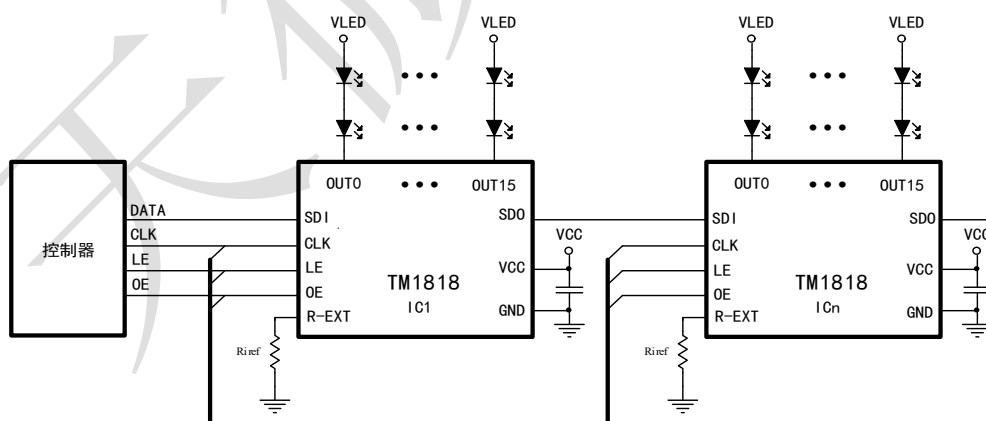 VLED VLED VLED VLED
OUT0 OUT15 OUT0 OUT15
控制器
DATA
CLK
LE
OE
SDI
CLK
LE
OE
R-EXT
SDO
VCC
GND
TM1818
IC1
VCC
Riref
SDI
CLK
LE
OE
R-EXT
SDO
VCC
GND
TM1818
ICn
VCC
Riref